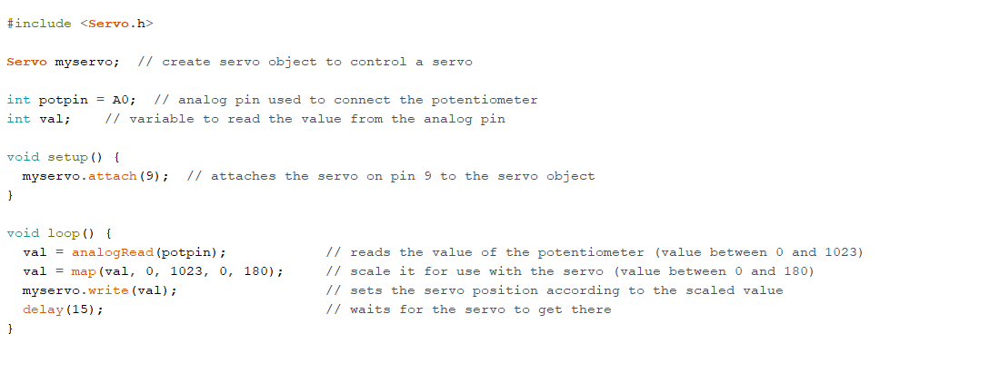 #include <Servo.h>
Servo myservo;  // create servo object to control a servo
int potpin = A0;  // analog pin used to connect the potentiometer
int val;    // variable to read the value from the analog pin
void setup() {
  myservo.attach(9);  // attaches the servo on pin 9 to the servo object
}
void loop() {
  val = analogRead(potpin);            // reads the value of the potentiometer (value between 0 and 1023)
  val = map(val, 0, 1023, 0, 180);     // scale it for use with the servo (value between 0 and 180)
  myservo.write(val);                  // sets the servo position according to the scaled value
  delay(15);                           // waits for the servo to get there
}